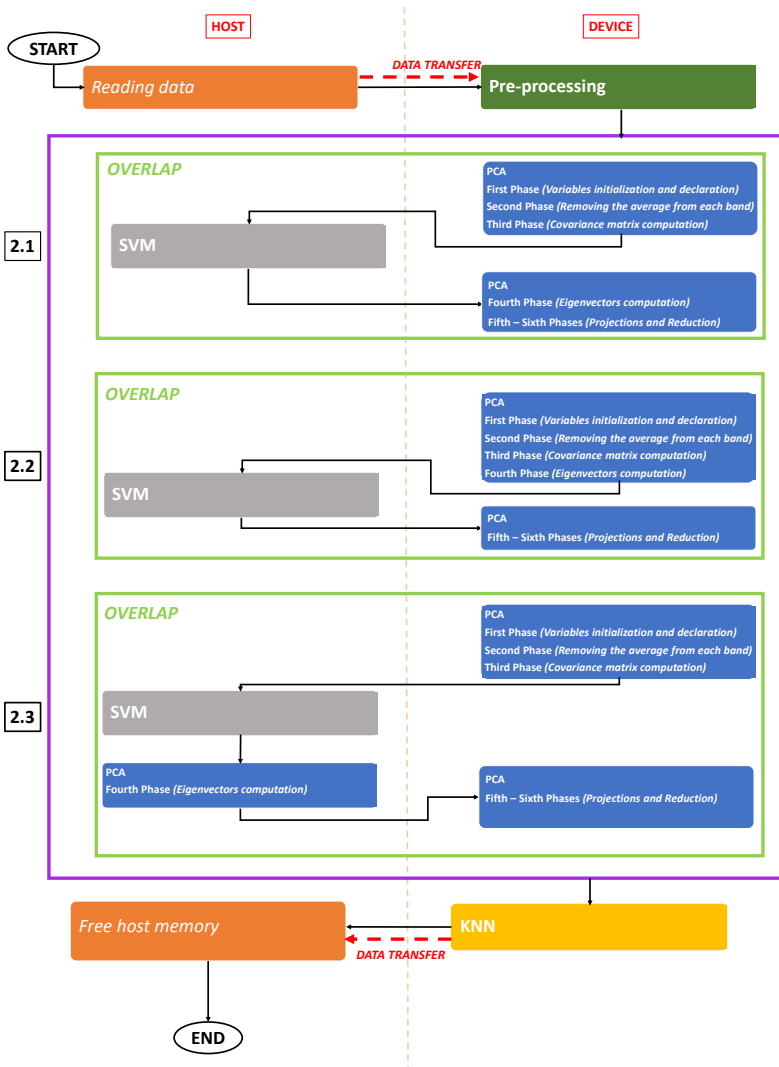 HOST
DEVICE
START
DATA TRANSFER
Reading data
Pre-processing
OVERLAP
PCA
First Phase (Variables initialization and declaration)
Second Phase (Removing the average from each band)
Third Phase (Covariance matrix computation)
2.1
SVM
PCA
Fourth Phase (Eigenvectors computation)
Fifth – Sixth Phases (Projections and Reduction)
OVERLAP
PCA
First Phase (Variables initialization and declaration)
Second Phase (Removing the average from each band)
Third Phase (Covariance matrix computation)
Fourth Phase (Eigenvectors computation)
2.2
SVM
PCA
Fifth – Sixth Phases (Projections and Reduction)
OVERLAP
PCA
First Phase (Variables initialization and declaration)
Second Phase (Removing the average from each band)
Third Phase (Covariance matrix computation)
2.3
SVM
PCA
Fourth Phase (Eigenvectors computation)
PCA
Fifth – Sixth Phases (Projections and Reduction)
Free host memory
KNN
DATA TRANSFER
END